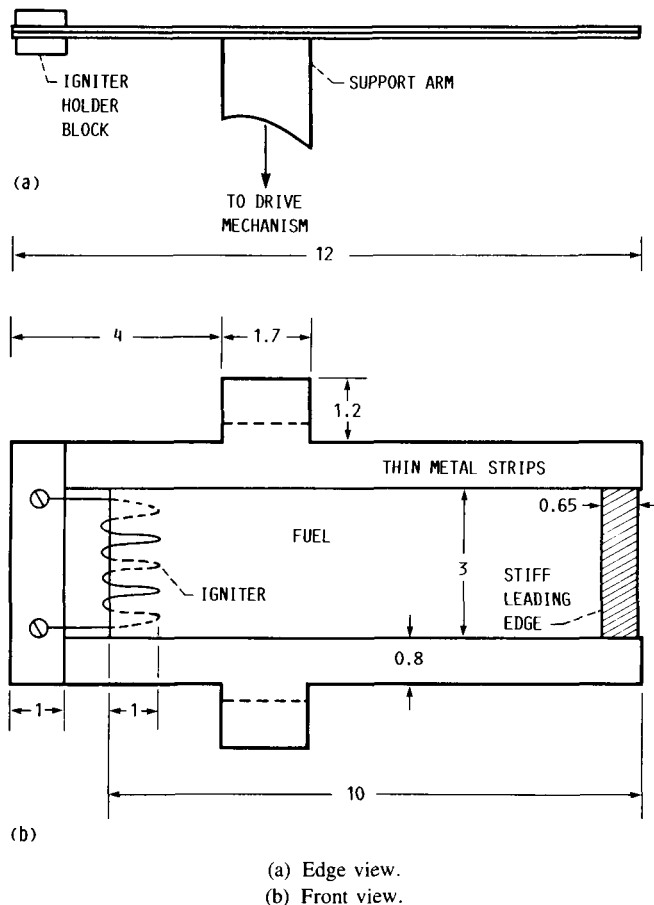 IGNITER
HOLDER
BLOCK
SUPPORT ARM
(a)
TO DRIVE
MECHANISM
12
4
1.7
1.2
THIN METAL STRIPS
0.65
FUEL
3
IGNITER
STIFF
LEADING
EDGE
0.8
1
1
10
(b)
(a) Edge view.
(b) Front view.